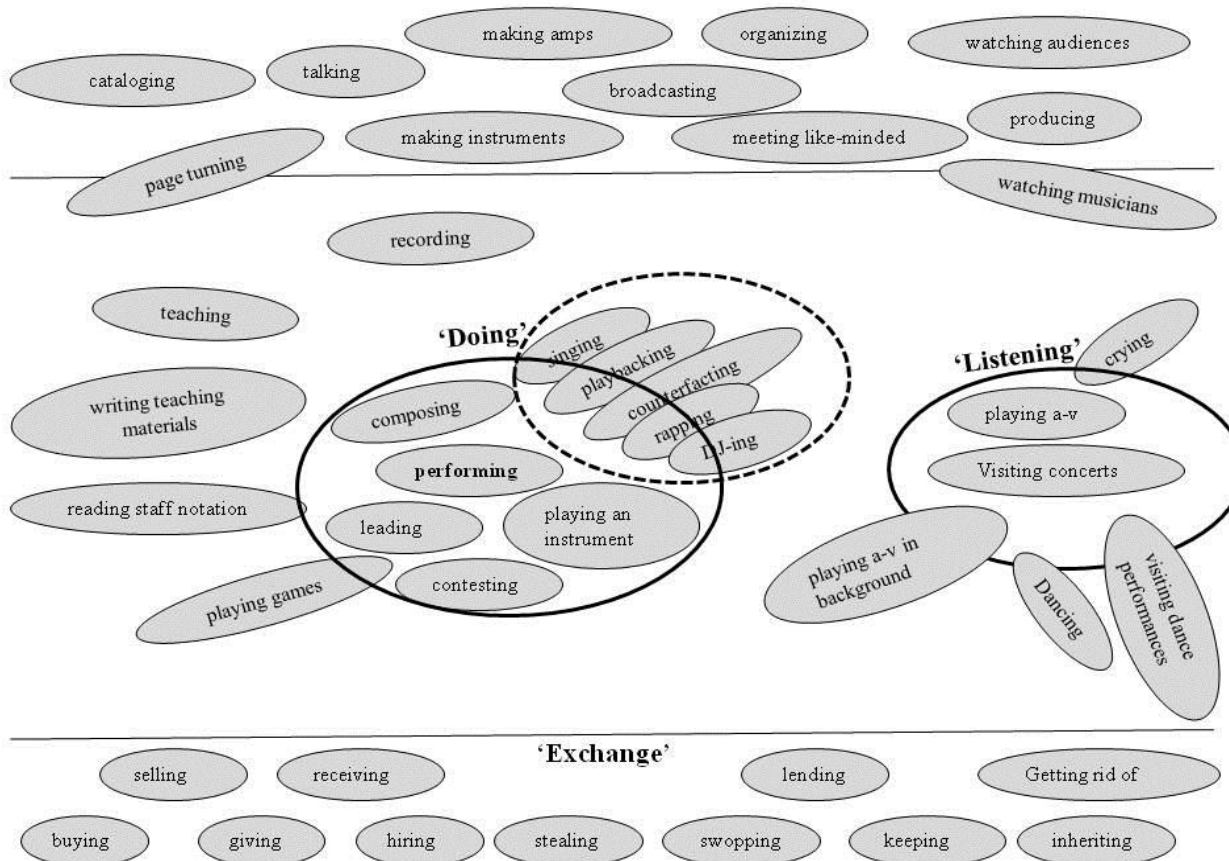 making amps
organizing
watching audiences
cataloging
talking
broadcasting
making instruments
meeting like-minded
producing
page turning
watching musicians
recording
teaching
‘Doing’
singing
playbacking
counterfacting
rapping
DJ-ing
‘Listening’
crying
writing teaching
materials
composing
playing a-v
performing
Visiting concerts
reading staff notation
leading
playing an
instrument
contesting
playing games
playing a-v in
background
Dancing
visiting dance
performances
‘Exchange’
selling
receiving
lending
Getting rid of
buying
giving
hiring
stealing
swopping
keeping
inheriting